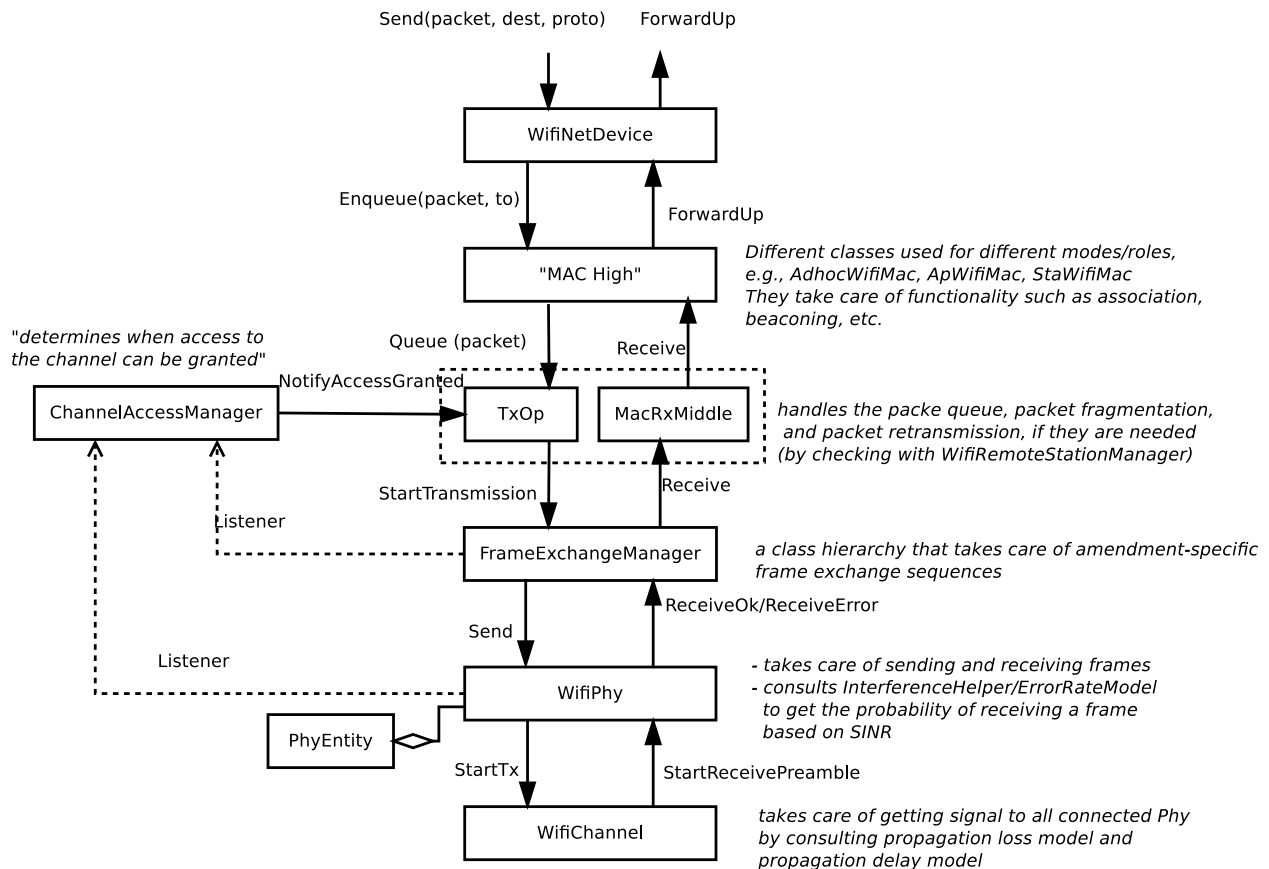 Send(packet, dest, proto)
ForwardUp
WifiNetDevice
Enqueue(packet, to)
ForwardUp
"MAC High"
Different classes used for different modes/roles,
e.g., AdhocWifiMac, ApWifiMac, StaWifiMac
They take care of functionality such as association,
beaconing, etc.
"determines when access to
the channel can be granted"
Queue (packet)
Receive
NotifyAccessGranted
ChannelAccessManager
TxOp
MacRxMiddle
handles the packe queue, packet fragmentation,
and packet retransmission, if they are needed
(by checking with WifiRemoteStationManager)
StartTransmission
Receive
Listener
FrameExchangeManager
a class hierarchy that takes care of amendment-specific
frame exchange sequences
ReceiveOk/ReceiveError
Send
Listener
WifiPhy
- takes care of sending and receiving frames
- consults InterferenceHelper/ErrorRateModel
to get the probability of receiving a frame
based on SINR
PhyEntity
StartTx
StartReceivePreamble
WifiChannel
takes care of getting signal to all connected Phy
by consulting propagation loss model and
propagation delay model